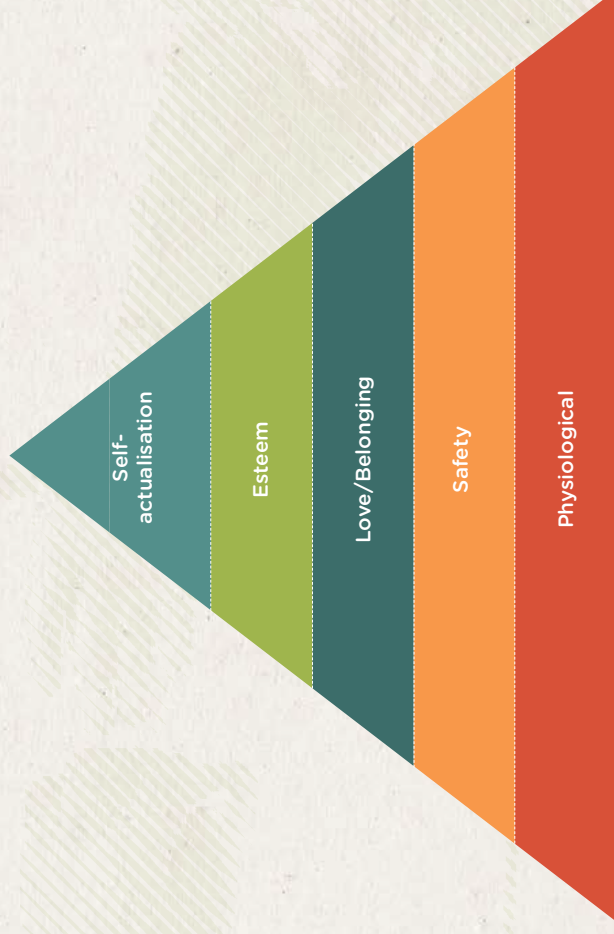 Self-
actualisation
Esteem
Love/Belonging
Safety
Physiological